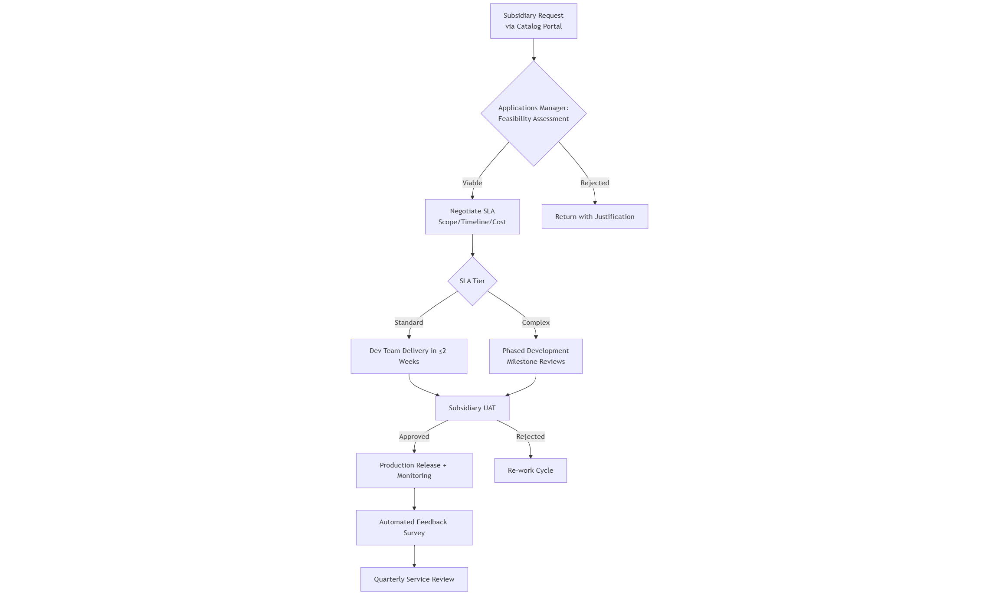 Subsidiary Request
via Catalog Portal
Applications Manager:
Feasibility Assessment
Viable
Rejected
Negotiate SLA
Scope/Timeline/Cost
Return with Justification
SLA Tier
Standard
Complex
Dev Team Delivery in ≤2
Weeks
Phased Development
Milestone Reviews
Subsidiary UAT
Approved
Rejected
Production Release +
Monitoring
Re-work Cycle
Automated Feedback
Survey
Quarterly Service Review